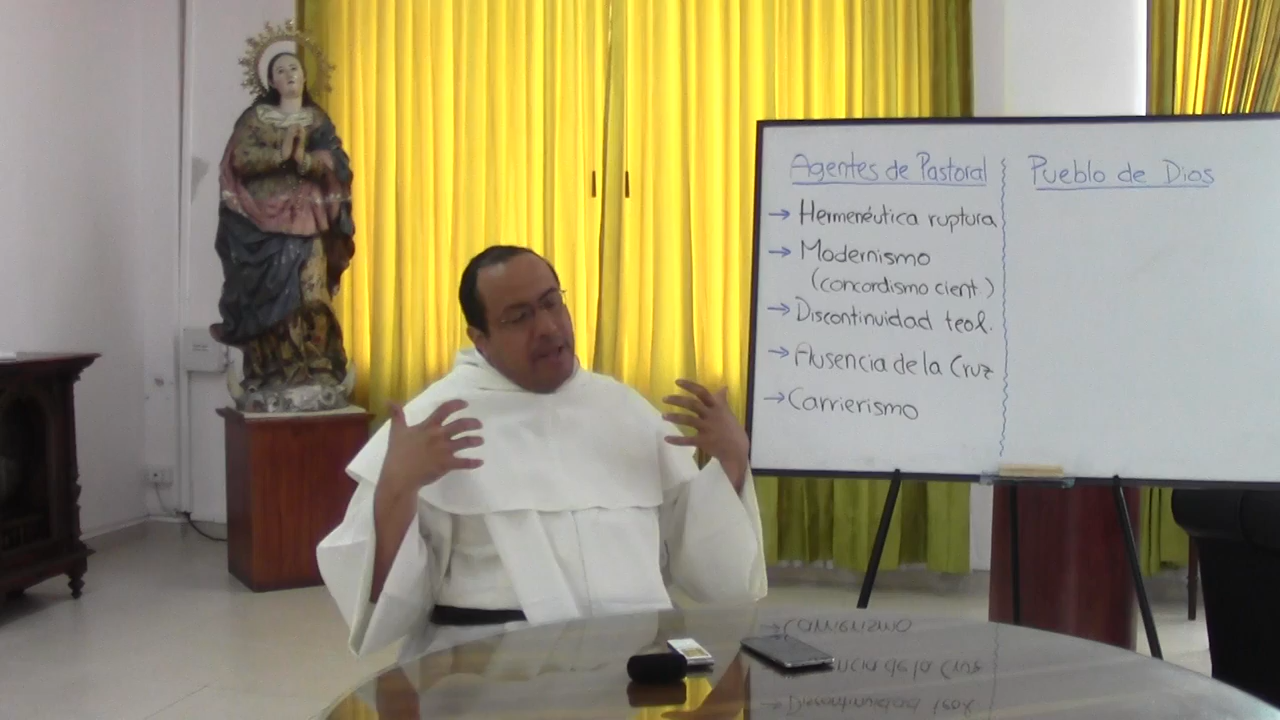 Agentes de Pastoral
→ Hermenéutica ruptura
→ Modernismo
(concordismo cient.)
→ Discontinuidad teol.
→ Ausencia de la Cruz
→ Carrierismo
Pueblo de Dios